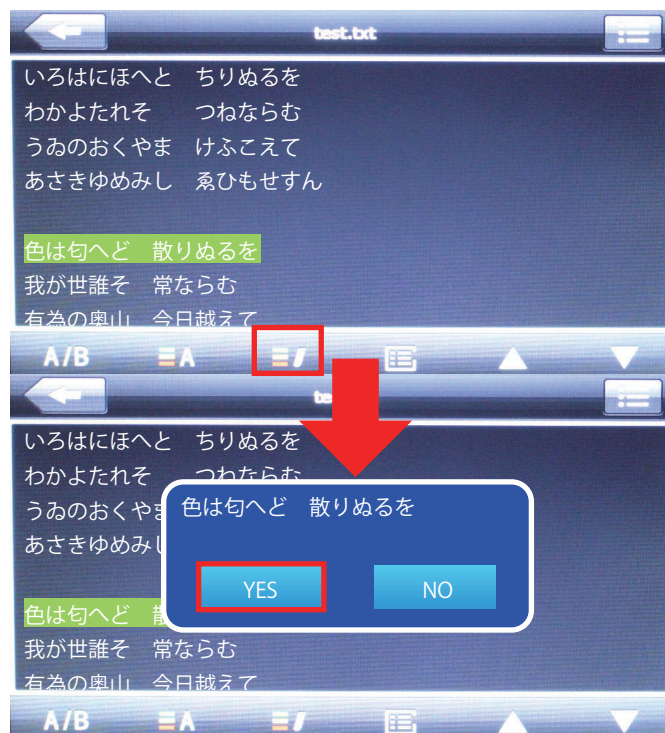 test.txt
いろはにほへと　ちりぬるを
わかよたれそ　　つねならむ
うゐのおくやま　けふこえて
あさきゆめみし　ゑひもせすん
色は匂へど　散りぬるを
我が世誰そ　常ならむ
有為の奥山　今日越えて
A/B
A
いろはにほへと　ちりぬるを
わかよたれそ　　つねならむ
うゐのおくやま
あさきゆめみし
色は匂へど　散りぬるを
YES
NO
色は匂へど　散
我が世誰そ　常ならむ
有為の奥山　今日越えて
A/B
A